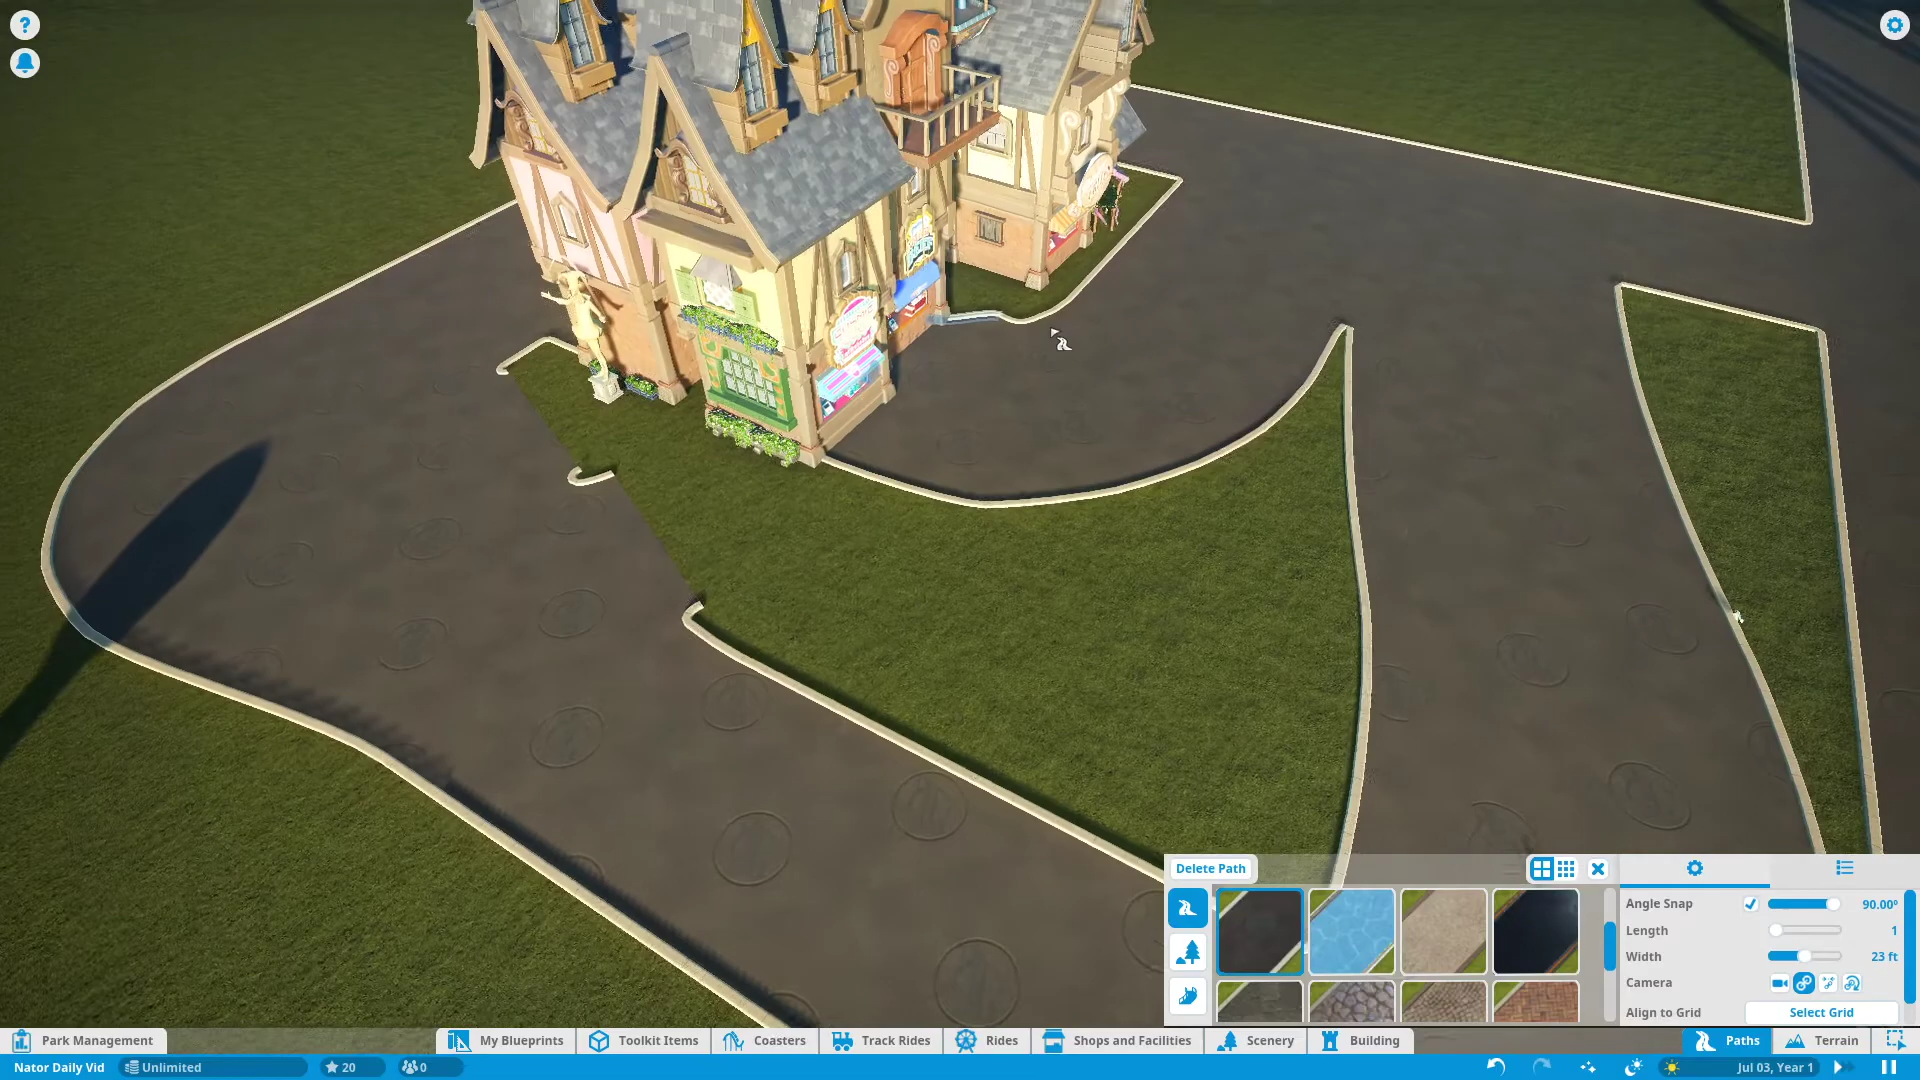 ?
Delete Path
Angle Snap 90.00°
Length 1
Width 23 ft
Camera
Align to Grid Select Grid
Park Management My Blueprints Toolkit Items Coasters Track Rides Rides Shops and Facilities Scenery Building Paths Terrain
Nator Daily Vid Unlimited 20 0 Jul 03, Year 1